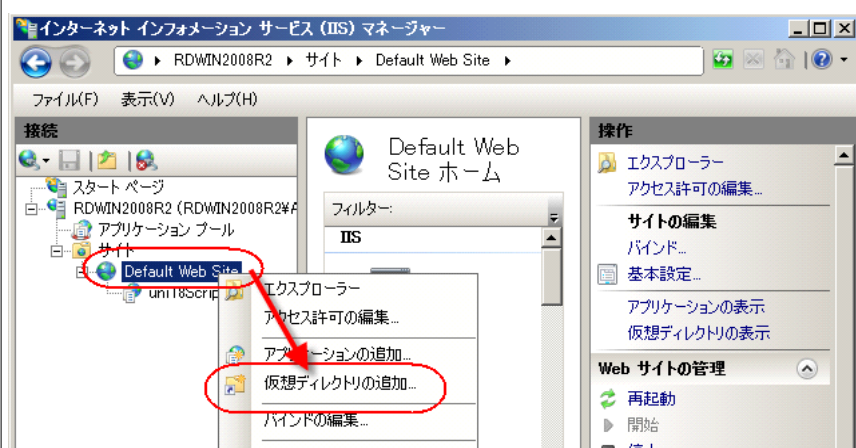 インターネット インフォメーション サービス (IIS) マネージャー
RDWIN2008R2 サイト Default Web Site
ファイル(F) 表示(V) ヘルプ(H)
接続
スタート ページ
RDWIN2008R2 (RDWIN2008R2¥A
アプリケーション プール
サイト
Default Web Site
uniT8Scrip
Default Web
Site ホーム
フィルター:
IIS
エクスプローラー
アクセス許可の編集...
アプリケーションの追加...
仮想ディレクトリの追加...
バインドの編集...
操作
エクスプローラー
アクセス許可の編集...
サイトの編集
バインド...
基本設定...
アプリケーションの表示
仮想ディレクトリの表示
Web サイトの管理
再起動
開始